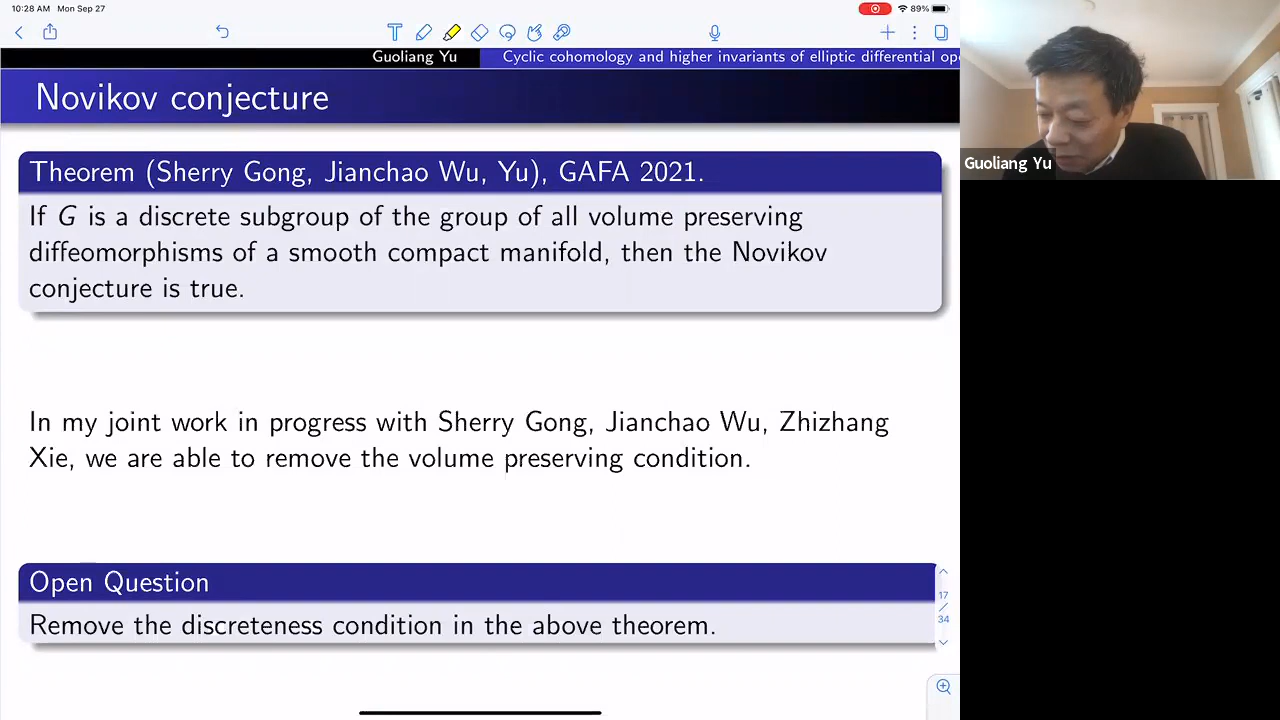 10:28 AM Mon Sep 27
89%
Guoliang Yu
Cyclic cohomology and higher invariants of elliptic differential ope
Novikov conjecture
Theorem (Sherry Gong, Jianchao Wu, Yu), GAFA 2021.
If G is a discrete subgroup of the group of all volume preserving
diffeomorphisms of a smooth compact manifold, then the Novikov
conjecture is true.
In my joint work in progress with Sherry Gong, Jianchao Wu, Zhizhang
Xie, we are able to remove the volume preserving condition.
Open Question
Remove the discreteness condition in the above theorem.
17
/
34
Guoliang Yu